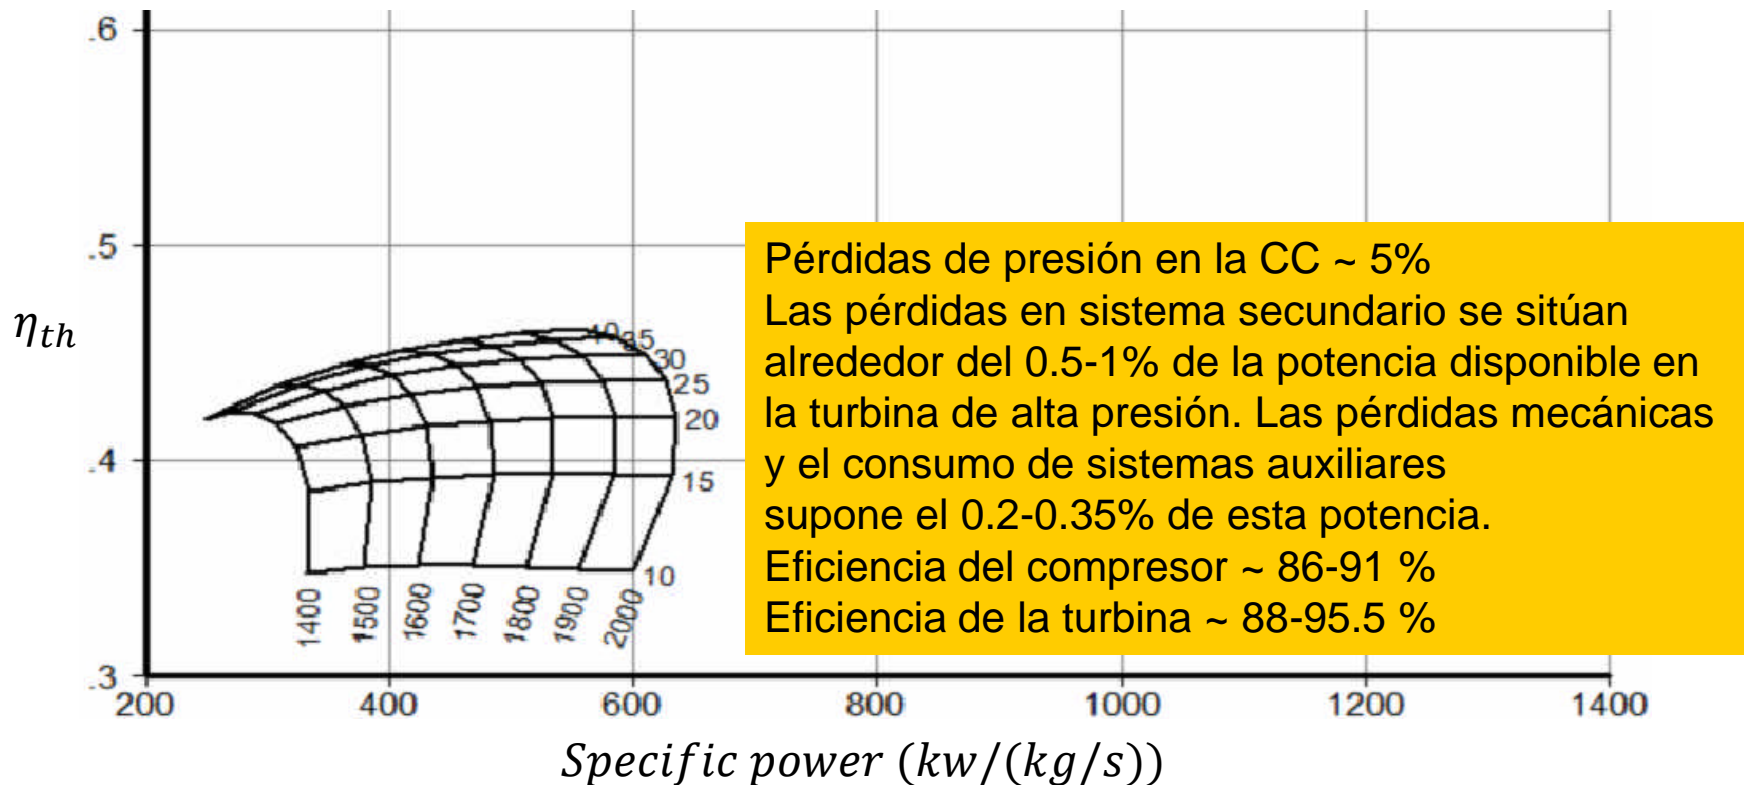 .6
.5
η_th
.4
.3
40
35
30
25
20
15
10
1400
1500
1600
1700
1800
1900
2000
Pérdidas de presión en la CC ~ 5%
Las pérdidas en sistema secundario se sitúan
alrededor del 0.5-1% de la potencia disponible en
la turbina de alta presión. Las pérdidas mecánicas
y el consumo de sistemas auxiliares
supone el 0.2-0.35% de esta potencia.
Eficiencia del compresor ~ 86-91 %
Eficiencia de la turbina ~ 88-95.5 %
200 400 600 800 1000 1200 1400
Specific power (kw/(kg/s))